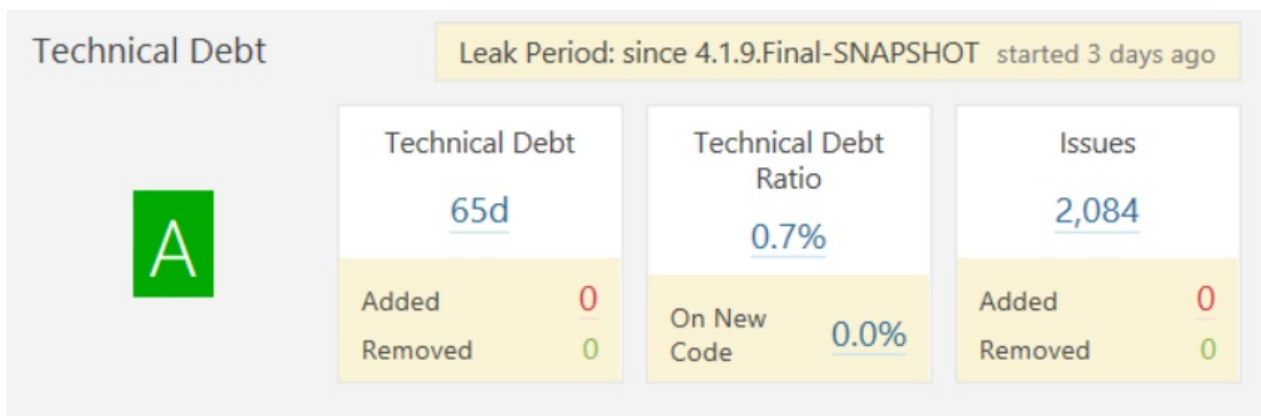 Technical Debt
Leak Period: since 4.1.9.Final-SNAPSHOT started 3 days ago
A
Technical Debt
65d
Added 0
Removed 0
Technical Debt
Ratio
0.7%
On New
Code
0.0%
Issues
2,084
Added 0
Removed 0